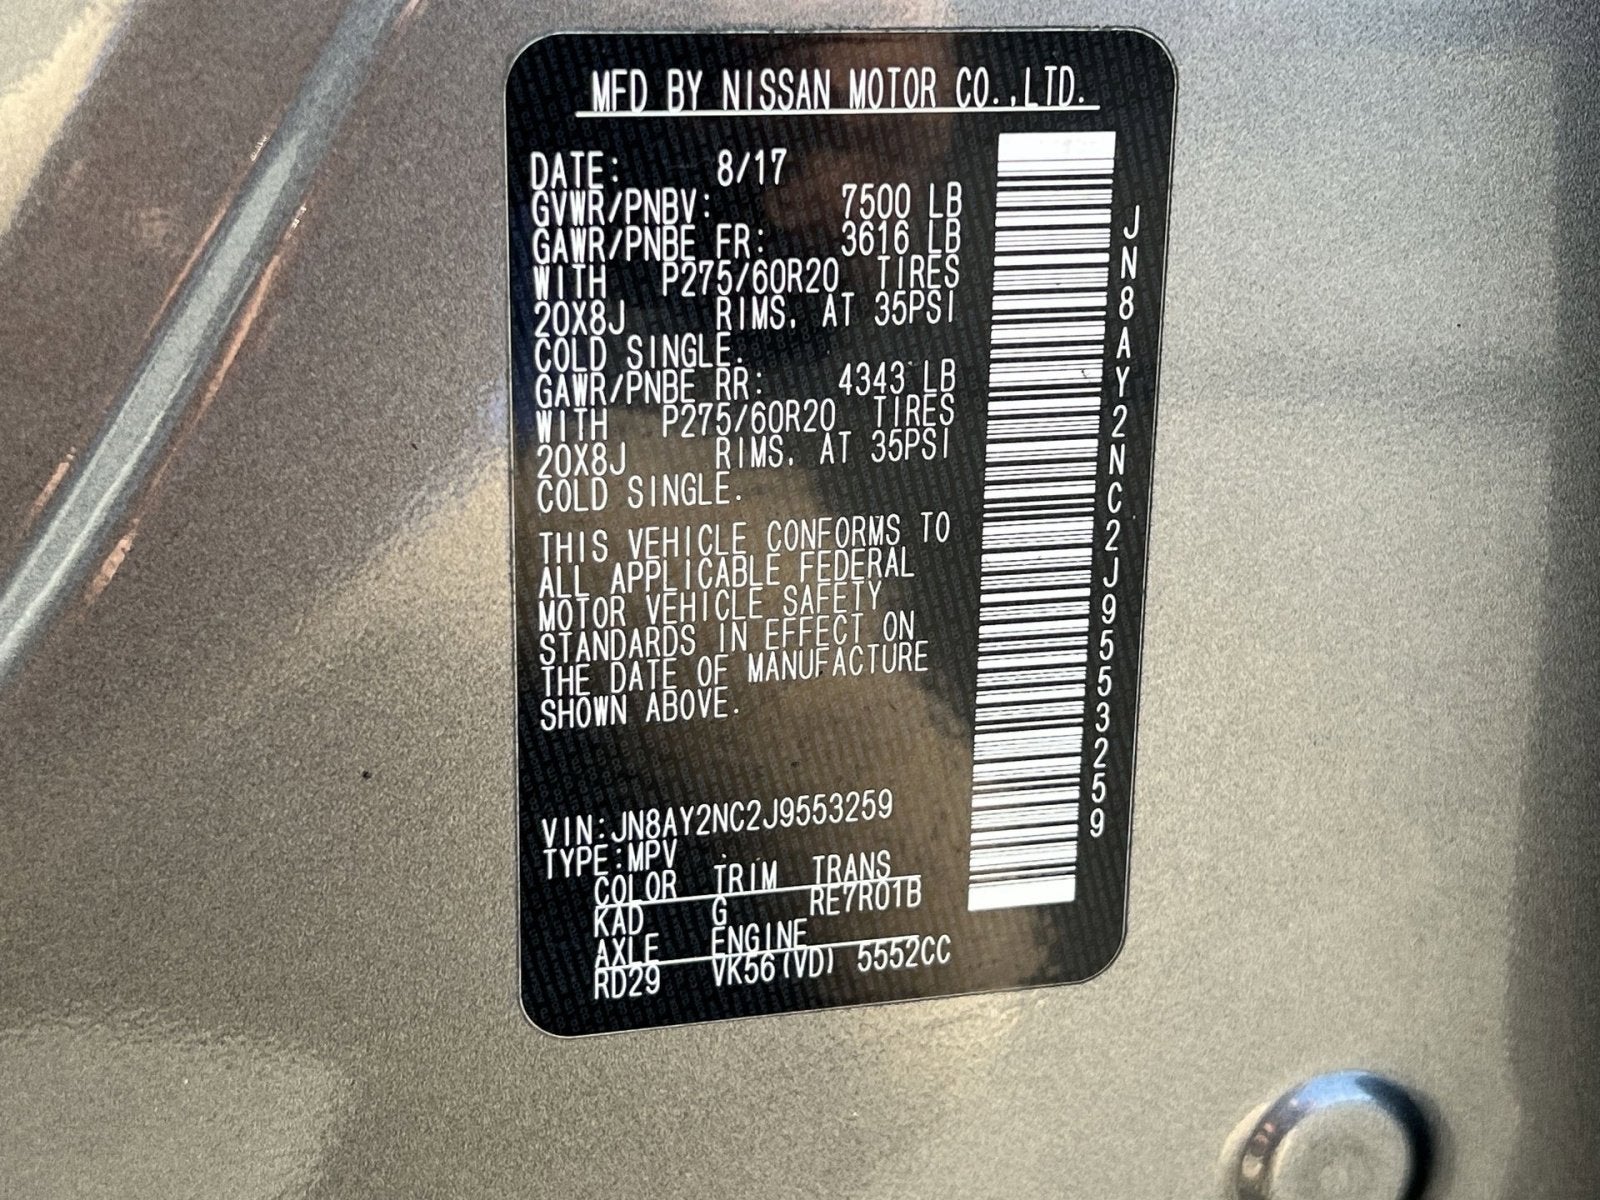 MFD BY NISSAN MOTOR CO.,LTD.
DATE: 8/17
GVWR/PNBV: 7500 LB
GAWR/PNBE FR: 3616 LB
WITH P275/60R20 TIRES
20X8J RIMS, AT 35PSI
COLD SINGLE.
GAWR/PNBE RR: 4343 LB
WITH P275/60R20 TIRES
20X8J RIMS, AT 35PSI
COLD SINGLE.
THIS VEHICLE CONFORMS TO
ALL APPLICABLE FEDERAL
MOTOR VEHICLE SAFETY
STANDARDS IN EFFECT ON
THE DATE OF MANUFACTURE
SHOWN ABOVE.
VIN:JN8AY2NC2J9553259
TYPE:MPV
COLOR TRIM TRANS
KAD G RE7R01B
AXLE ENGINE
RD29 VK56(VD) 5552CC
JN8AY2NC2J9553259